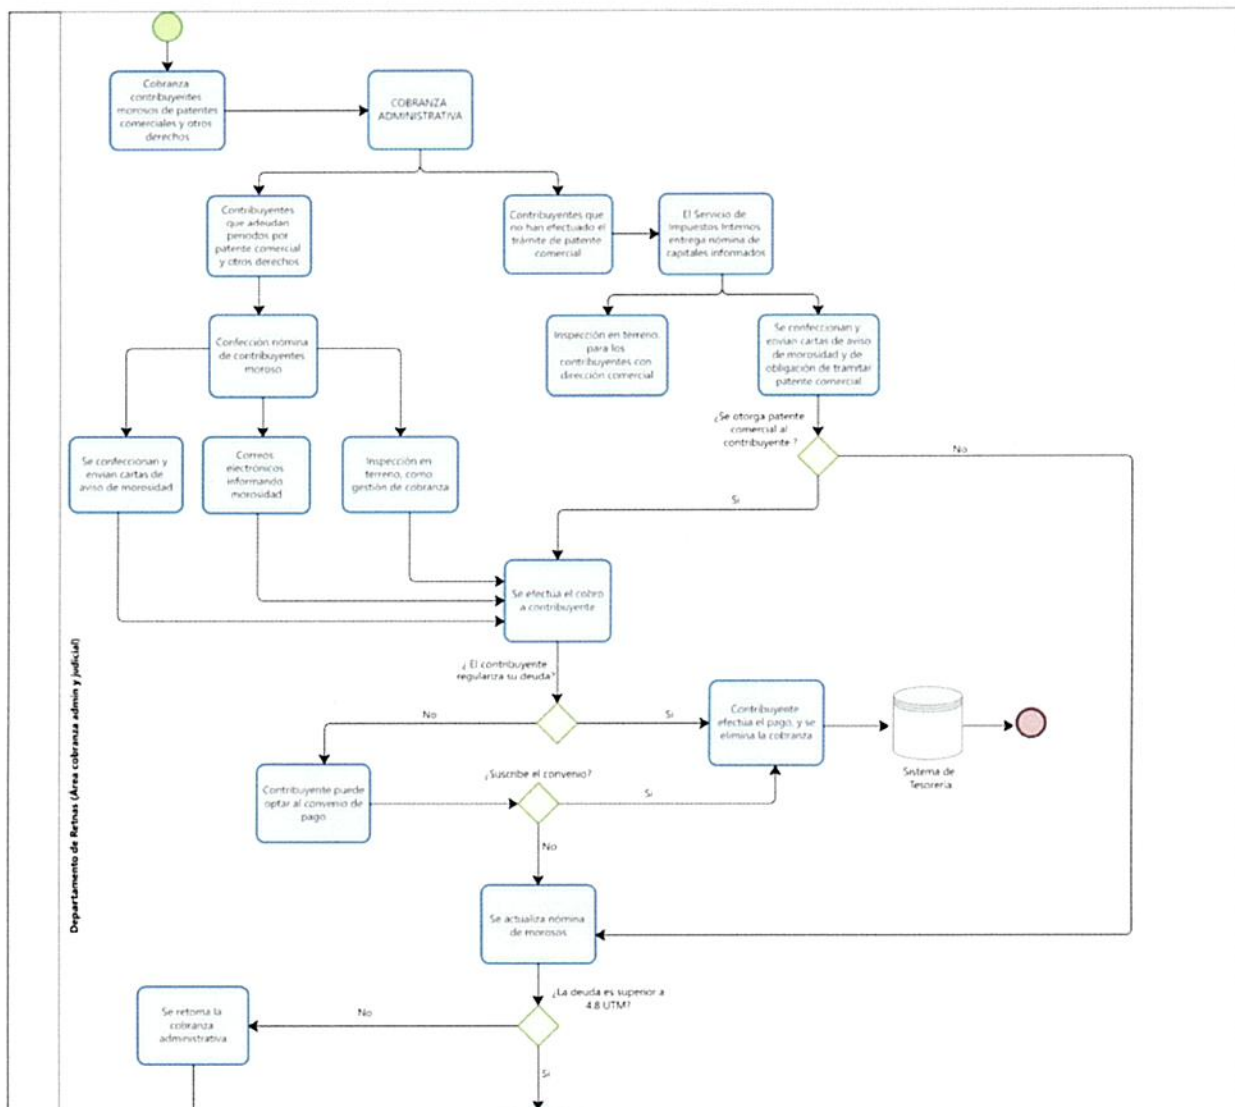 Cobranza
contribuyentes
morosos de patentes
comerciales y otros
derechos
COBRANZA
ADMINISTRATIVA
Contribuyentes
que adeudan
periodos por
patente comercial
y otros derechos
Contribuyentes que
no han efectuado el
trámite de patente
comercial
El Servicio de
Impuestos Internos
entrega nómina de
capitales informados
Confección nómina
de contribuyentes
moroso
Inspección en terreno,
para los
contribuyentes con
dirección comercial
Se confeccionan y
envian cartas de aviso
de morosidad y de
obligación de tramitar
patente comercial
¿Se otorga patente
comercial al
contribuyente ?
No
Si
Se confeccionan y
envian cartas de
aviso de morosidad
Correos
electrónicos
informando
morosidad
Inspección en
terreno, como
gestión de cobranza
Se efectúa el cobro
a contribuyente
Departamento de Retnas (Área cobranza admin y judicial)
¿ El contribuyente
regulariza su deuda?
No
Si
Contribuyente
efectúa el pago, y se
elimina la cobranza
Sistema de
Tesorería
Contribuyente puede
optar al convenio de
pago
¿Suscribe el convenio?
Si
No
Se actualiza nómina
de morosos
¿La deuda es superior a
4.8 UTM?
No
Se retoma la
cobranza
administrativa
Si